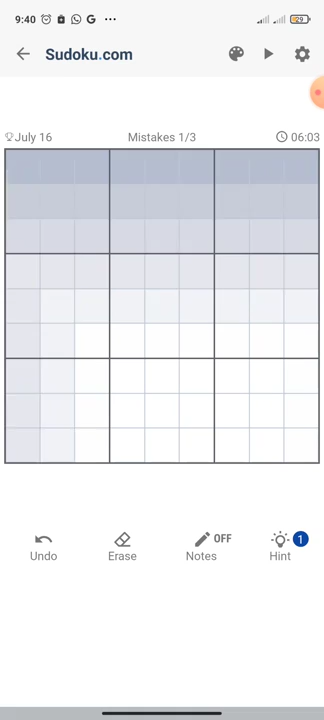 9:40 29
Sudoku.com
July 16 Mistakes 1/3 06:03
OFF 1
Undo Erase Notes Hint